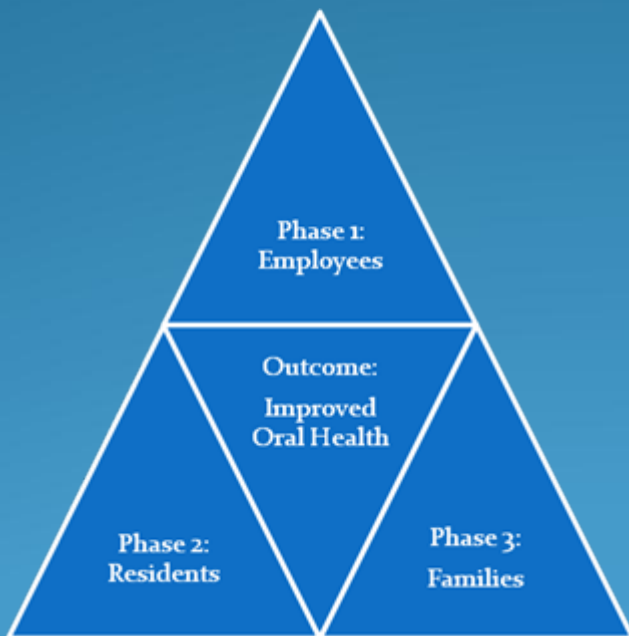 Phase 1:
Employees
Outcome:
Improved
Oral Health
Phase 2:
Residents
Phase 3:
Families